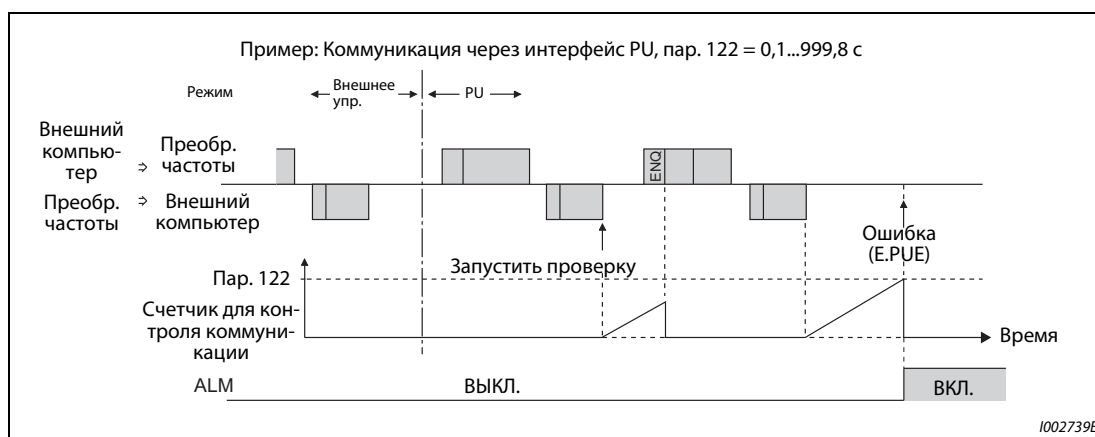 Пример: Коммуникация через интерфейс PU, пар. 122 = 0,1...999,8 с
Режим
Внешнее
упр.
PU
Внешний
компью-
тер
⇨
Преобр.
частоты
ENQ
Преобр.
частоты
⇨
Внешний
компьютер
Ошибка
(E.PUE)
Пар. 122
Запустить проверку
Счетчик для кон-
троля коммуни-
кации
Время
ALM
ВЫКЛ.
ВКЛ.
I002739E